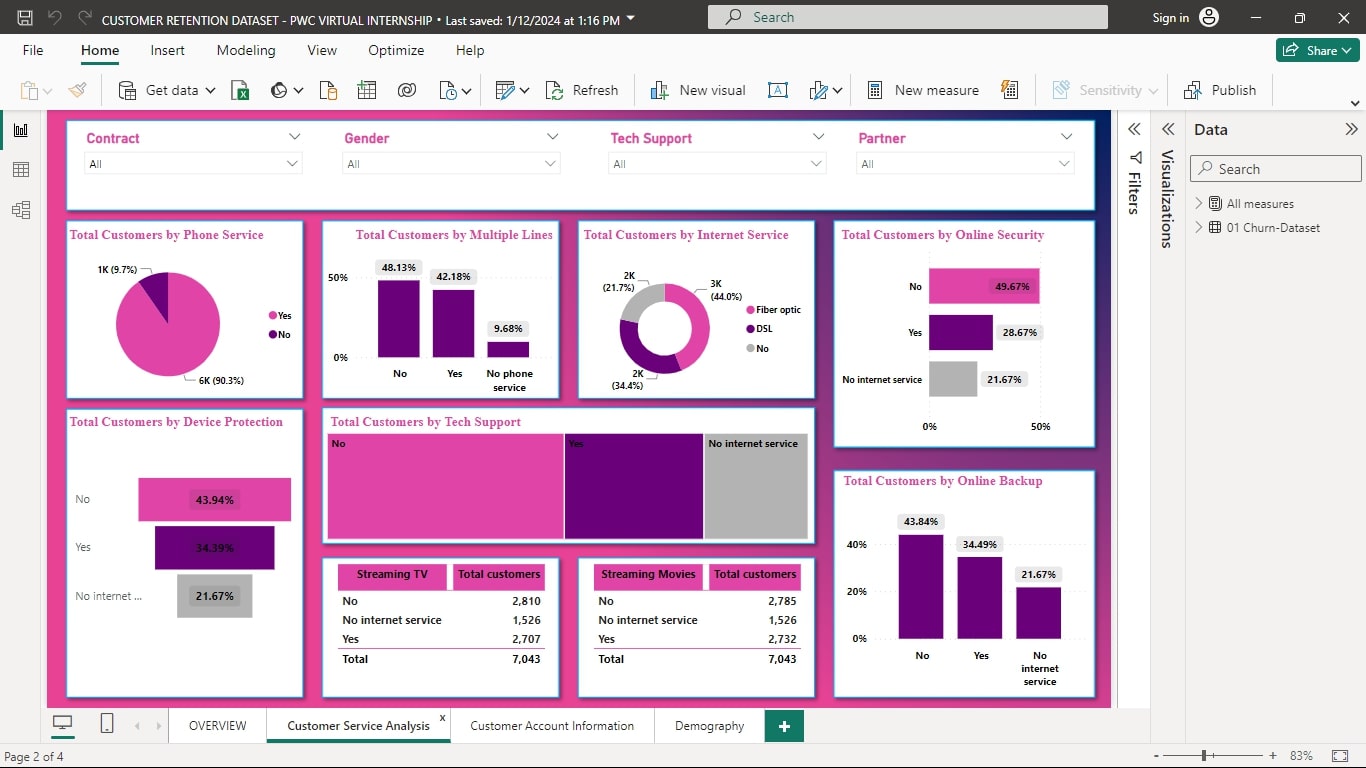 CUSTOMER RETENTION DATASET - PWC VIRTUAL INTERNSHIP • Last saved: 1/12/2024 at 1:16 PM
Search
Sign in
File Home Insert Modeling View Optimize Help
Share
Get data
Refresh
New visual
New measure
Sensitivity
Publish
Contract
All
Gender
All
Tech Support
All
Partner
All
Total Customers by Phone Service
1K (9.7%)
6K (90.3%)
Yes
No
Total Customers by Multiple Lines
50%
0%
48.13%
42.18%
9.68%
No
Yes
No phone
service
Total Customers by Internet Service
2K
(21.7%)
3K
(44.0%)
2K
(34.4%)
Fiber optic
DSL
No
Total Customers by Online Security
No 49.67%
Yes 28.67%
No internet service 21.67%
0% 50%
Total Customers by Device Protection
No 43.94%
Yes 34.39%
No internet ... 21.67%
Total Customers by Tech Support
No
Yes
No internet service
Streaming TV Total customers
No 2,810
No internet service 1,526
Yes 2,707
Total 7,043
Streaming Movies Total customers
No 2,785
No internet service 1,526
Yes 2,732
Total 7,043
Total Customers by Online Backup
40%
20%
0%
43.84%
34.49%
21.67%
No
Yes
No
internet
service
Filters
Visualizations
Data
Search
All measures
01 Churn-Dataset
OVERVIEW
Customer Service Analysis x
Customer Account Information
Demography
+
Page 2 of 4
- + 83%